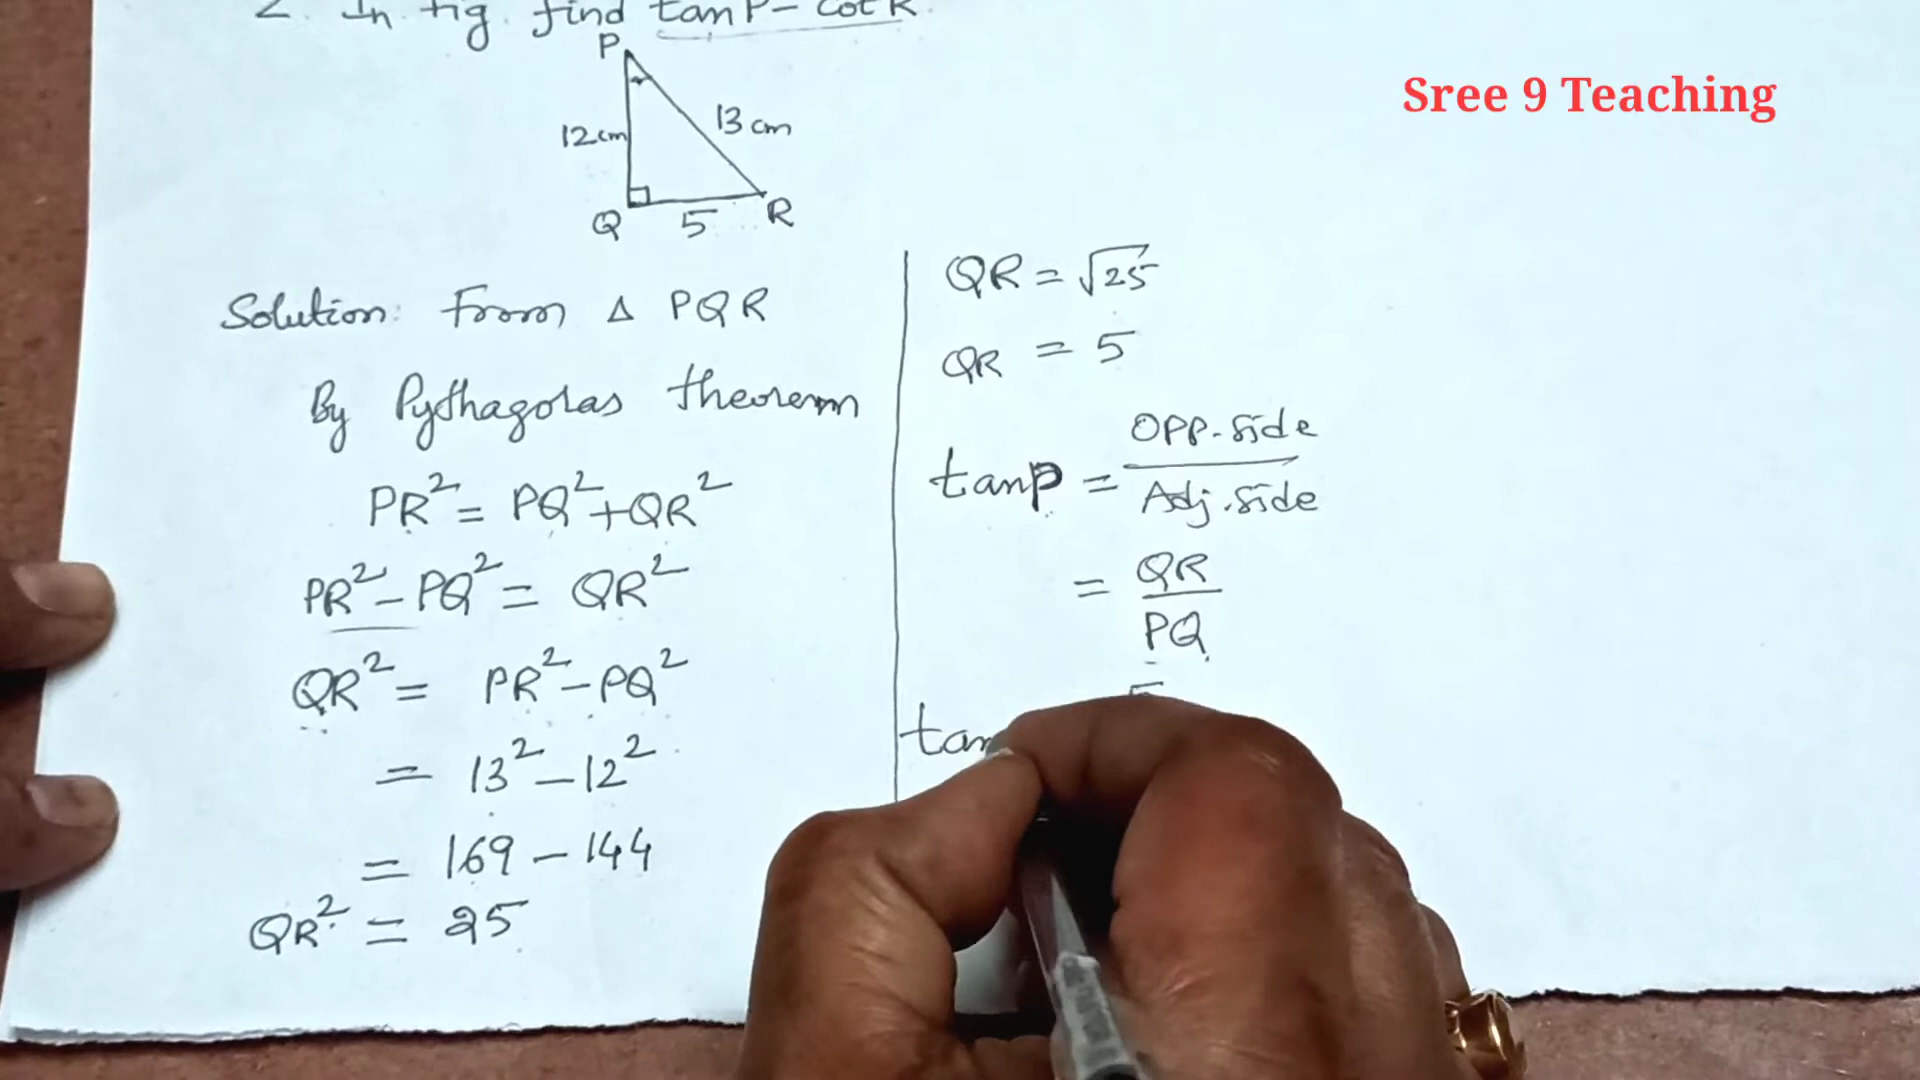 2. In fig. find tan P - cot R
Sree 9 Teaching
P
12cm
13 cm
Q
5
R
Solution: From Δ PQR
By Pythagoras theorem
PR² = PQ² + QR²
PR² - PQ² = QR²
QR² = PR² - PQ²
= 13² - 12²
= 169 - 144
QR² = 25
QR = √25
QR = 5
tan P = Opp.side / Adj.side
= QR / PQ
tan